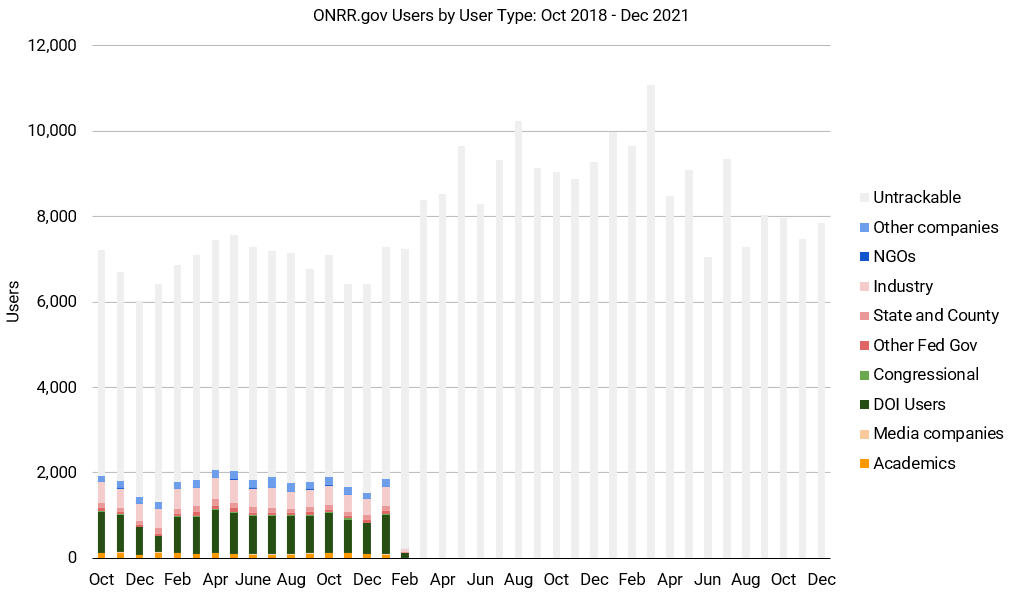 ONRR.gov Users by User Type: Oct 2018 - Dec 2021
12,000
10,000
8,000
6,000
4,000
2,000
0
Users
Oct Dec Feb Apr June Aug Oct Dec Feb Apr Jun Aug Oct Dec Feb Apr Jun Aug Oct Dec
Untrackable
Other companies
NGOs
Industry
State and County
Other Fed Gov
Congressional
DOI Users
Media companies
Academics